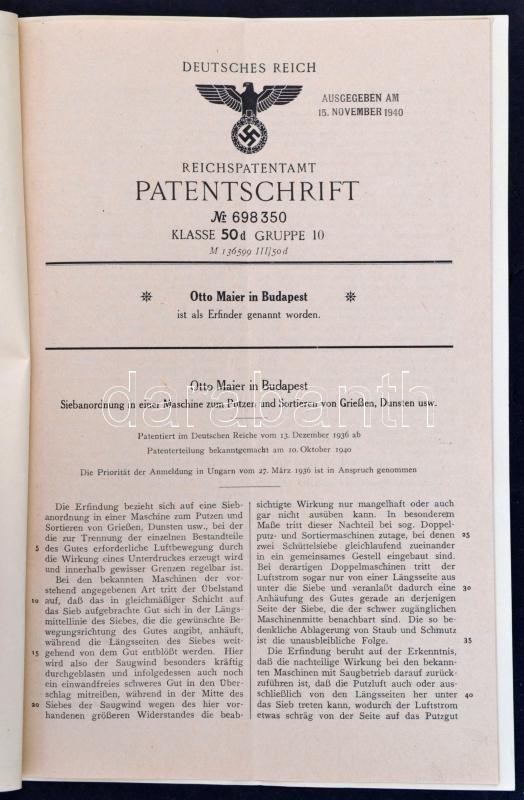 DEUTSCHES REICH
AUSGEGEBEN AM
15. NOVEMBER 1940
REICHSPATENTAMT
PATENTSCHRIFT
№ 698350
KLASSE 50d GRUPPE 10
M 136599 III/50d
Otto Maier in Budapest
ist als Erfinder genannt worden.
Otto Maier in Budapest
Siebanordnung in einer Maschine zum Putzen und Sortieren von Grießen, Dunsten usw.
darabanth
Patentiert im Deutschen Reiche vom 13. Dezember 1936 ab
Patenterteilung bekanntgemacht am 10. Oktober 1940
Die Priorität der Anmeldung in Ungarn vom 27. März 1936 ist in Anspruch genommen
Die Erfindung bezieht sich auf eine Sieb-
anordnung in einer Maschine zum Putzen und
Sortieren von Grießen, Dunsten usw., bei der
die zur Trennung der einzelnen Bestandteile
5 des Gutes erforderliche Luftbewegung durch
die Wirkung eines Unterdruckes erzeugt wird
und innerhalb gewisser Grenzen regelbar ist.
Bei den bekannten Maschinen der vor-
stehend angegebenen Art tritt der Übelstand
10 auf, daß das in gleichmäßiger Schicht auf
das Sieb aufgebrachte Gut sich in der Längs-
mittellinie des Siebes, die die gewünschte Be-
wegungsrichtung des Gutes angibt, anhäuft,
während die Längsseiten des Siebes weit-
15 gehend von dem Gut entblößt werden. Hier
wird also der Saugwind besonders kräftig
durchgeblasen und infolgedessen auch noch
ein einwandfreies schweres Gut in den Über-
schlag mitreißen, während in der Mitte des
20 Siebes der Saugwind wegen des hier vor-
handenen größeren Widerstandes die beab-
sichtigte Wirkung nur mangelhaft oder auch
gar nicht ausüben kann. In besonderem
Maße tritt dieser Nachteil bei sog. Doppel-
putz- und Sortiermaschinen zutage, bei denen 25
zwei Schüttelsiebe gleichlaufend zueinander
in ein gemeinsames Gestell eingebaut sind.
Bei derartigen Doppelmaschinen tritt der
Luftstrom sogar nur von einer Längsseite aus
unter die Siebe und veranlaßt dadurch eine 30
Anhäufung des Gutes gerade an derjenigen
Seite der Siebe, die der schwer zugänglichen
Maschinenmitte benachbart sind. Die so be-
denkliche Ablagerung von Staub und Schmutz
ist die unausbleibliche Folge. 35
Die Erfindung beruht auf der Erkenntnis,
daß die nachteilige Wirkung bei den bekann-
ten Maschinen mit Saugbetrieb darauf zurück-
zuführen ist, daß die Putzluft auch oder aus-
schließlich von den Längsseiten her unter 40
das Sieb treten kann, wodurch der Luftstrom
etwas schräg von der Seite auf das Putzgut